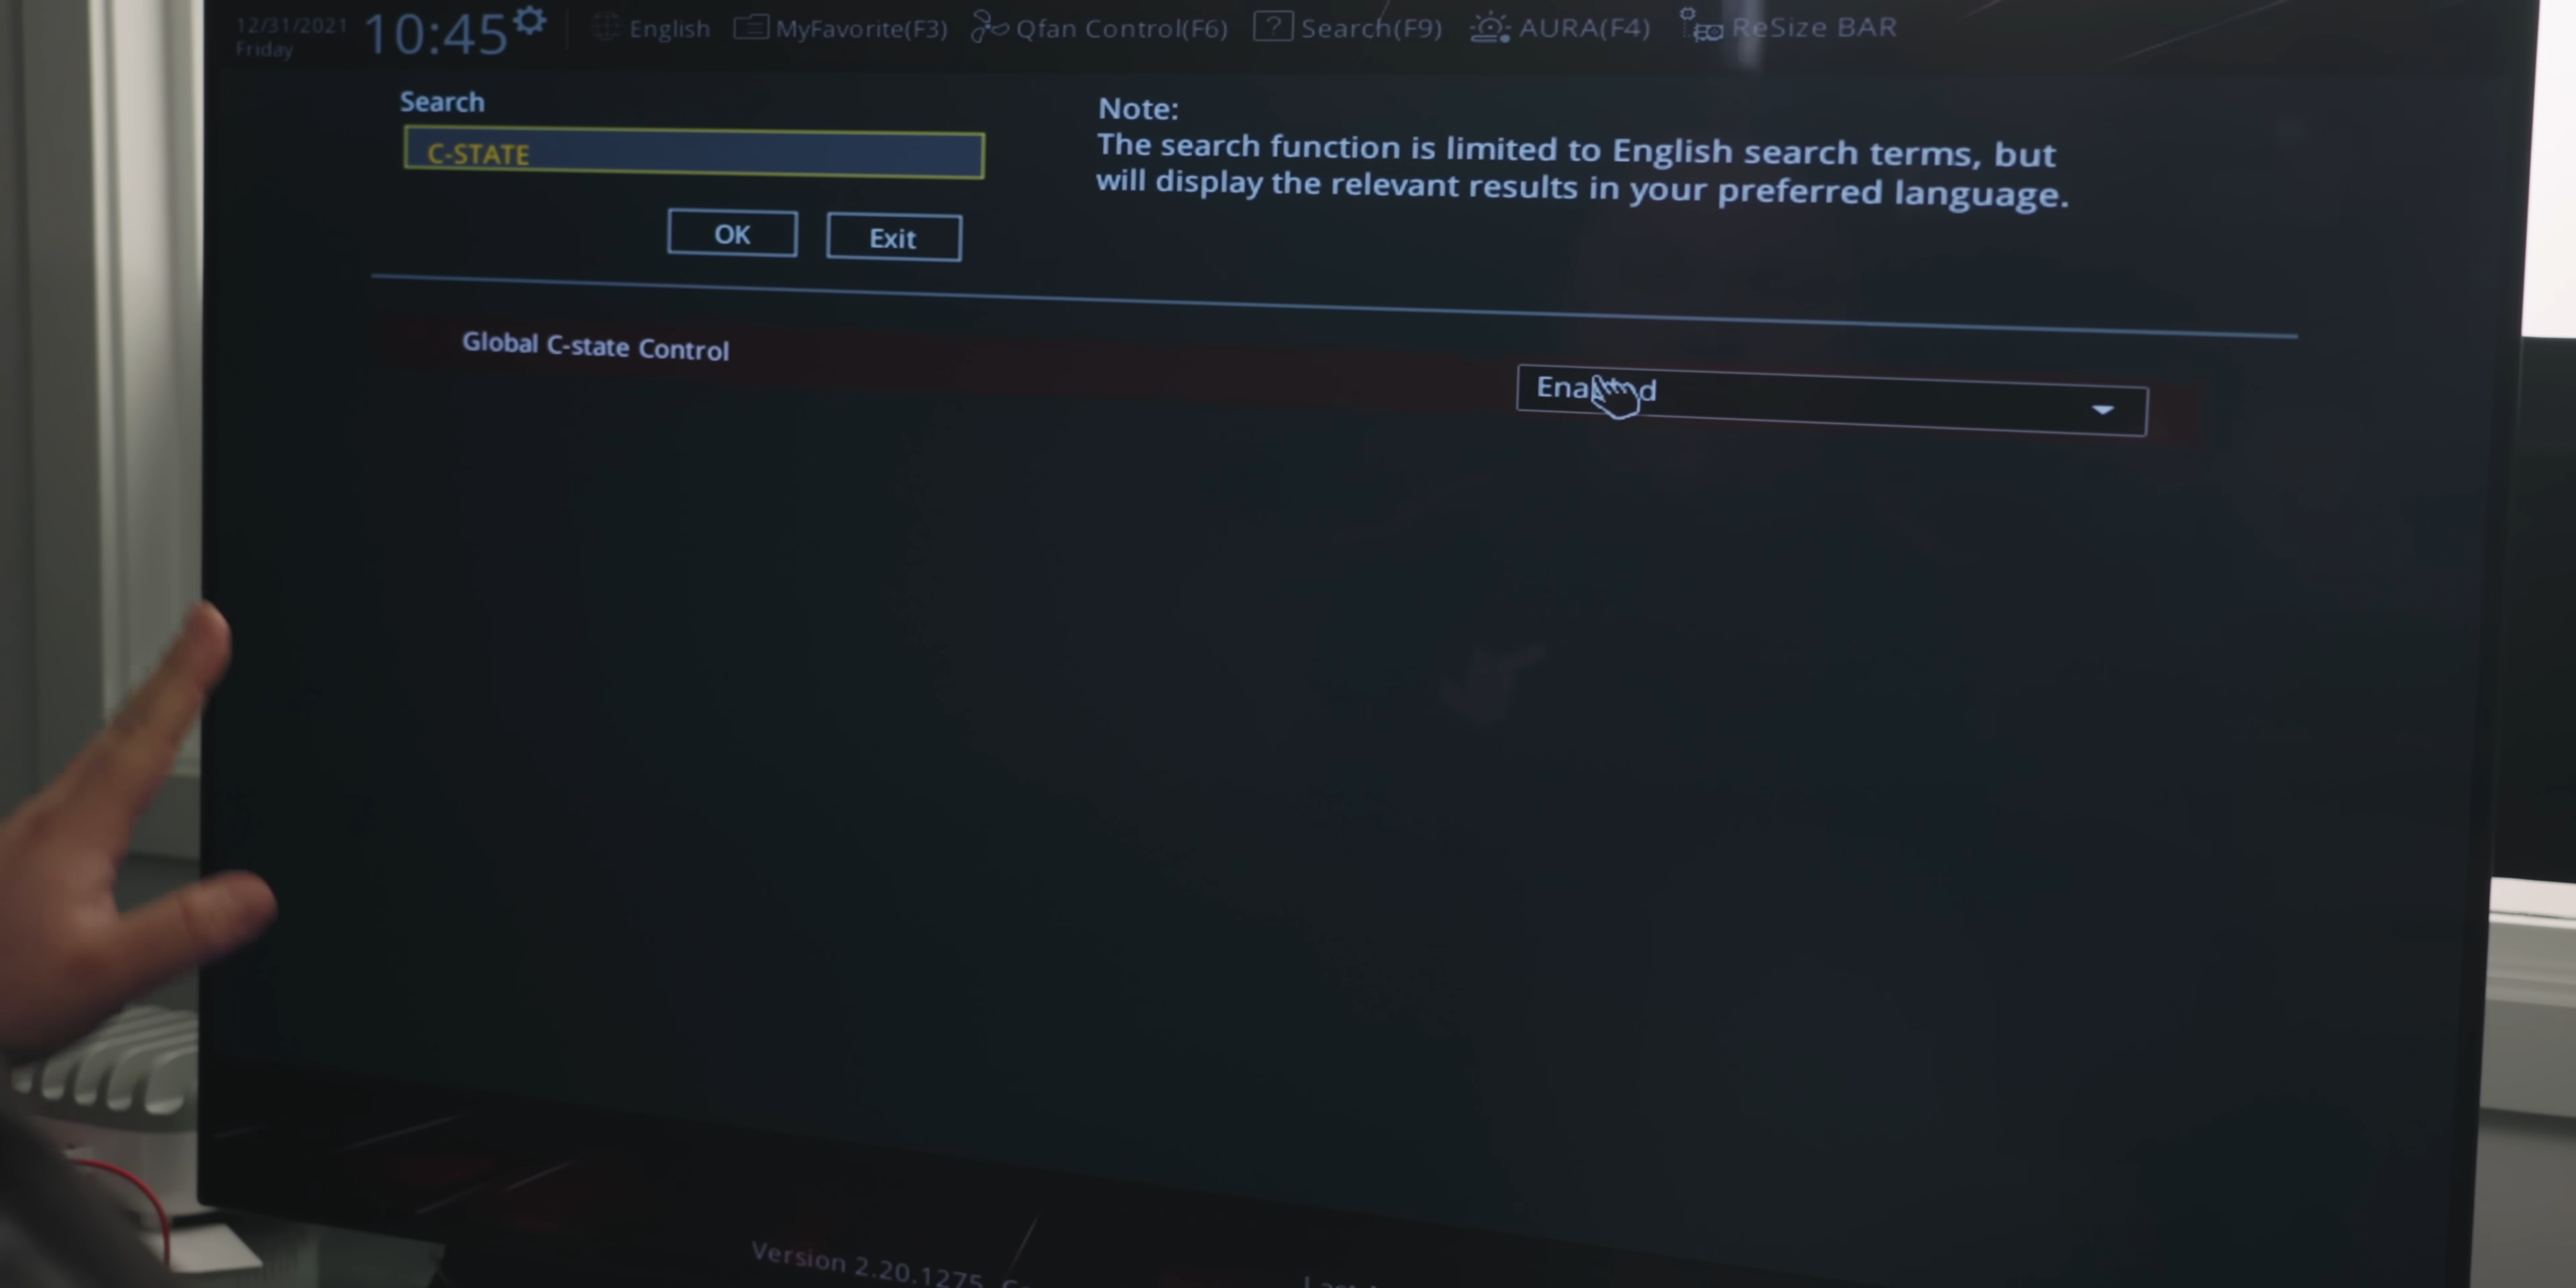 12/31/2021
Friday
10:45
English
MyFavorite(F3)
Qfan Control(F6)
? Search(F9)
AURA(F4)
ReSize BAR
Search
C-STATE
OK
Exit
Note:
The search function is limited to English search terms, but
will display the relevant results in your preferred language.
Global C-state Control
Version 2.20.1275